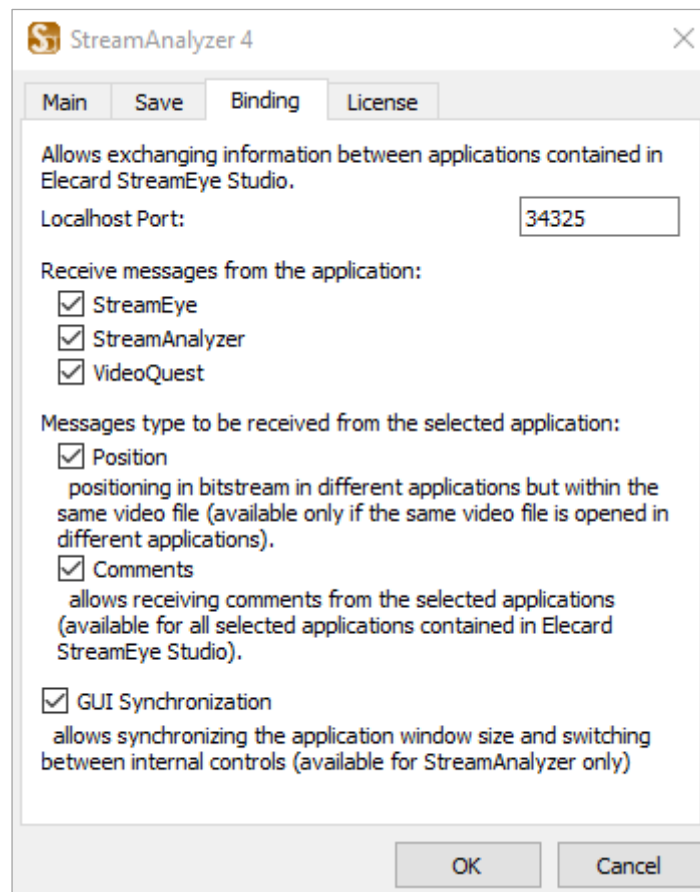 StreamAnalyzer 4
Main Save Binding License
Allows exchanging information between applications contained in
Elecard StreamEye Studio.
Localhost Port: 34325
Receive messages from the application:
StreamEye
StreamAnalyzer
VideoQuest
Messages type to be received from the selected application:
Position
positioning in bitstream in different applications but within the
same video file (available only if the same video file is opened in
different applications).
Comments
allows receiving comments from the selected applications
(available for all selected applications contained in Elecard
StreamEye Studio).
GUI Synchronization
allows synchronizing the application window size and switching
between internal controls (available for StreamAnalyzer only)
OK Cancel